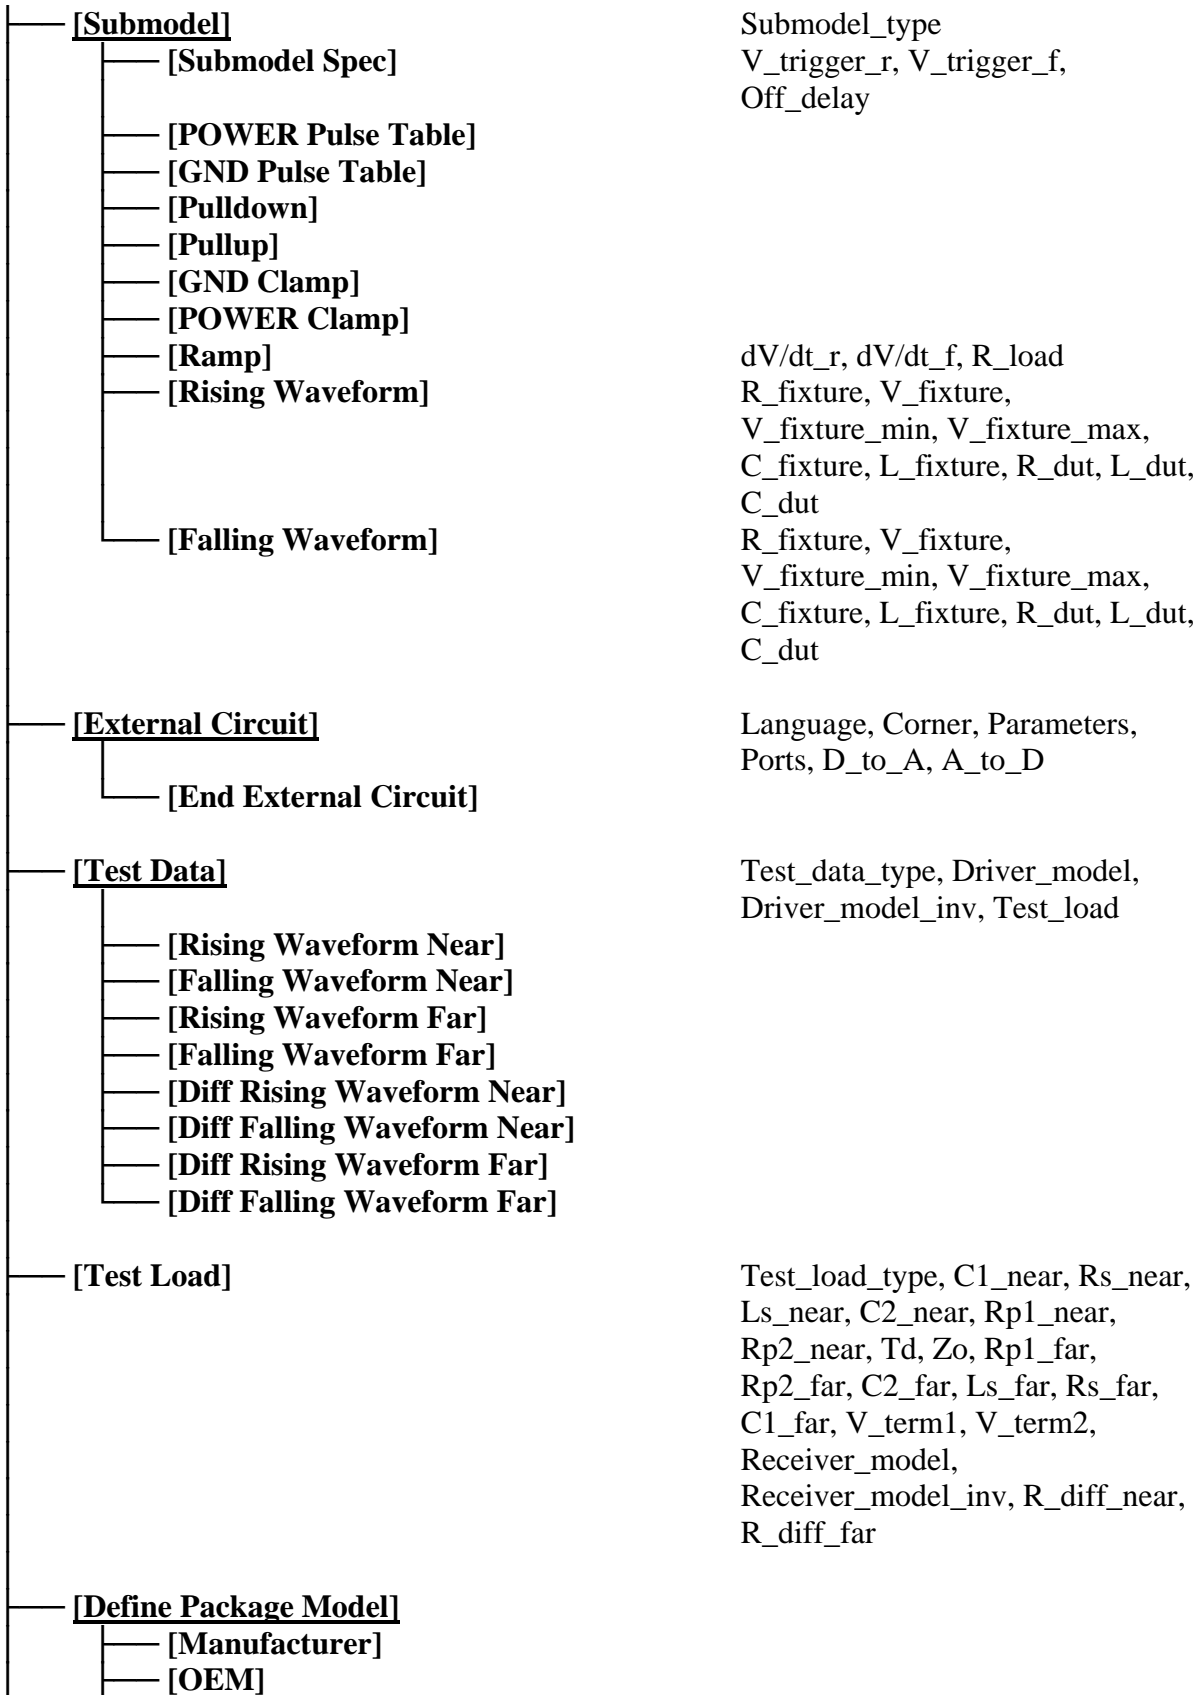 [Submodel] Submodel_type
[Submodel Spec] V_trigger_r, V_trigger_f,
Off_delay
[POWER Pulse Table]
[GND Pulse Table]
[Pulldown]
[Pullup]
[GND Clamp]
[POWER Clamp]
[Ramp] dV/dt_r, dV/dt_f, R_load
[Rising Waveform] R_fixture, V_fixture,
V_fixture_min, V_fixture_max,
C_fixture, L_fixture, R_dut, L_dut,
C_dut
[Falling Waveform] R_fixture, V_fixture,
V_fixture_min, V_fixture_max,
C_fixture, L_fixture, R_dut, L_dut,
C_dut
[External Circuit] Language, Corner, Parameters,
Ports, D_to_A, A_to_D
[End External Circuit]
[Test Data] Test_data_type, Driver_model,
Driver_model_inv, Test_load
[Rising Waveform Near]
[Falling Waveform Near]
[Rising Waveform Far]
[Falling Waveform Far]
[Diff Rising Waveform Near]
[Diff Falling Waveform Near]
[Diff Rising Waveform Far]
[Diff Falling Waveform Far]
[Test Load] Test_load_type, C1_near, Rs_near,
Ls_near, C2_near, Rp1_near,
Rp2_near, Td, Zo, Rp1_far,
Rp2_far, C2_far, Ls_far, Rs_far,
C1_far, V_term1, V_term2,
Receiver_model,
Receiver_model_inv, R_diff_near,
R_diff_far
[Define Package Model]
[Manufacturer]
[OEM]